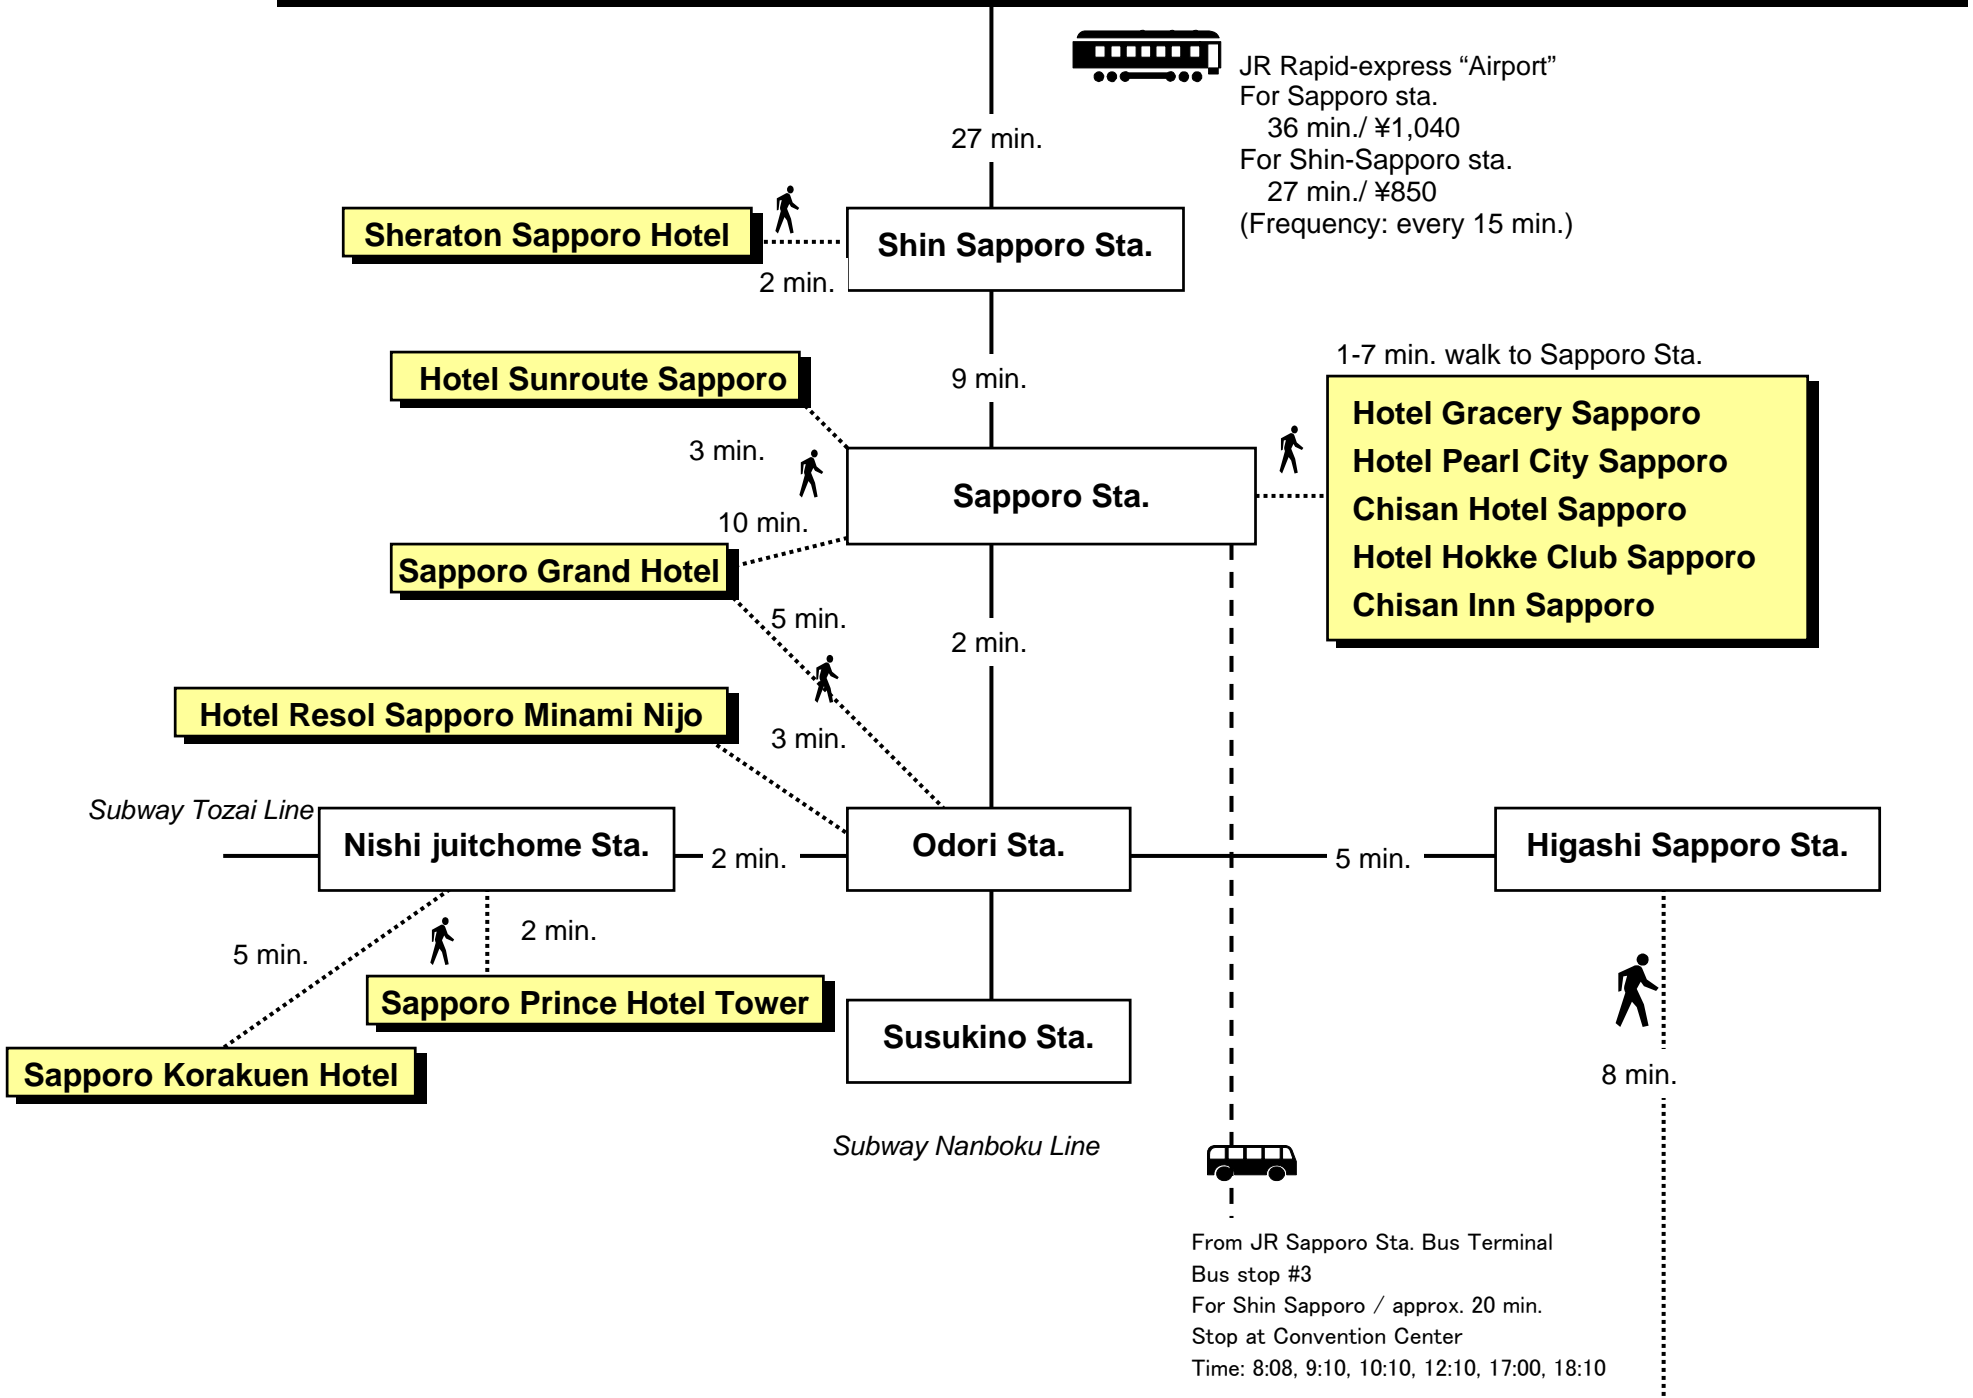 JR Rapid-express “Airport”
For Sapporo sta.
36 min./ ¥1,040
For Shin-Sapporo sta.
27 min./ ¥850
(Frequency: every 15 min.)
27 min.
Sheraton Sapporo Hotel
Shin Sapporo Sta.
2 min.
1-7 min. walk to Sapporo Sta.
Hotel Sunroute Sapporo
9 min.
Hotel Gracery Sapporo
Hotel Pearl City Sapporo
Chisan Hotel Sapporo
Hotel Hokke Club Sapporo
Chisan Inn Sapporo
3 min.
Sapporo Sta.
10 min.
Sapporo Grand Hotel
5 min.
2 min.
Hotel Resol Sapporo Minami Nijo
3 min.
Subway Tozai Line
Nishi juitchome Sta.
2 min.
Odori Sta.
5 min.
Higashi Sapporo Sta.
2 min.
5 min.
Sapporo Prince Hotel Tower
Susukino Sta.
Sapporo Korakuen Hotel
8 min.
Subway Nanboku Line
From JR Sapporo Sta. Bus Terminal
Bus stop #3
For Shin Sapporo / approx. 20 min.
Stop at Convention Center
Time: 8:08, 9:10, 10:10, 12:10, 17:00, 18:10